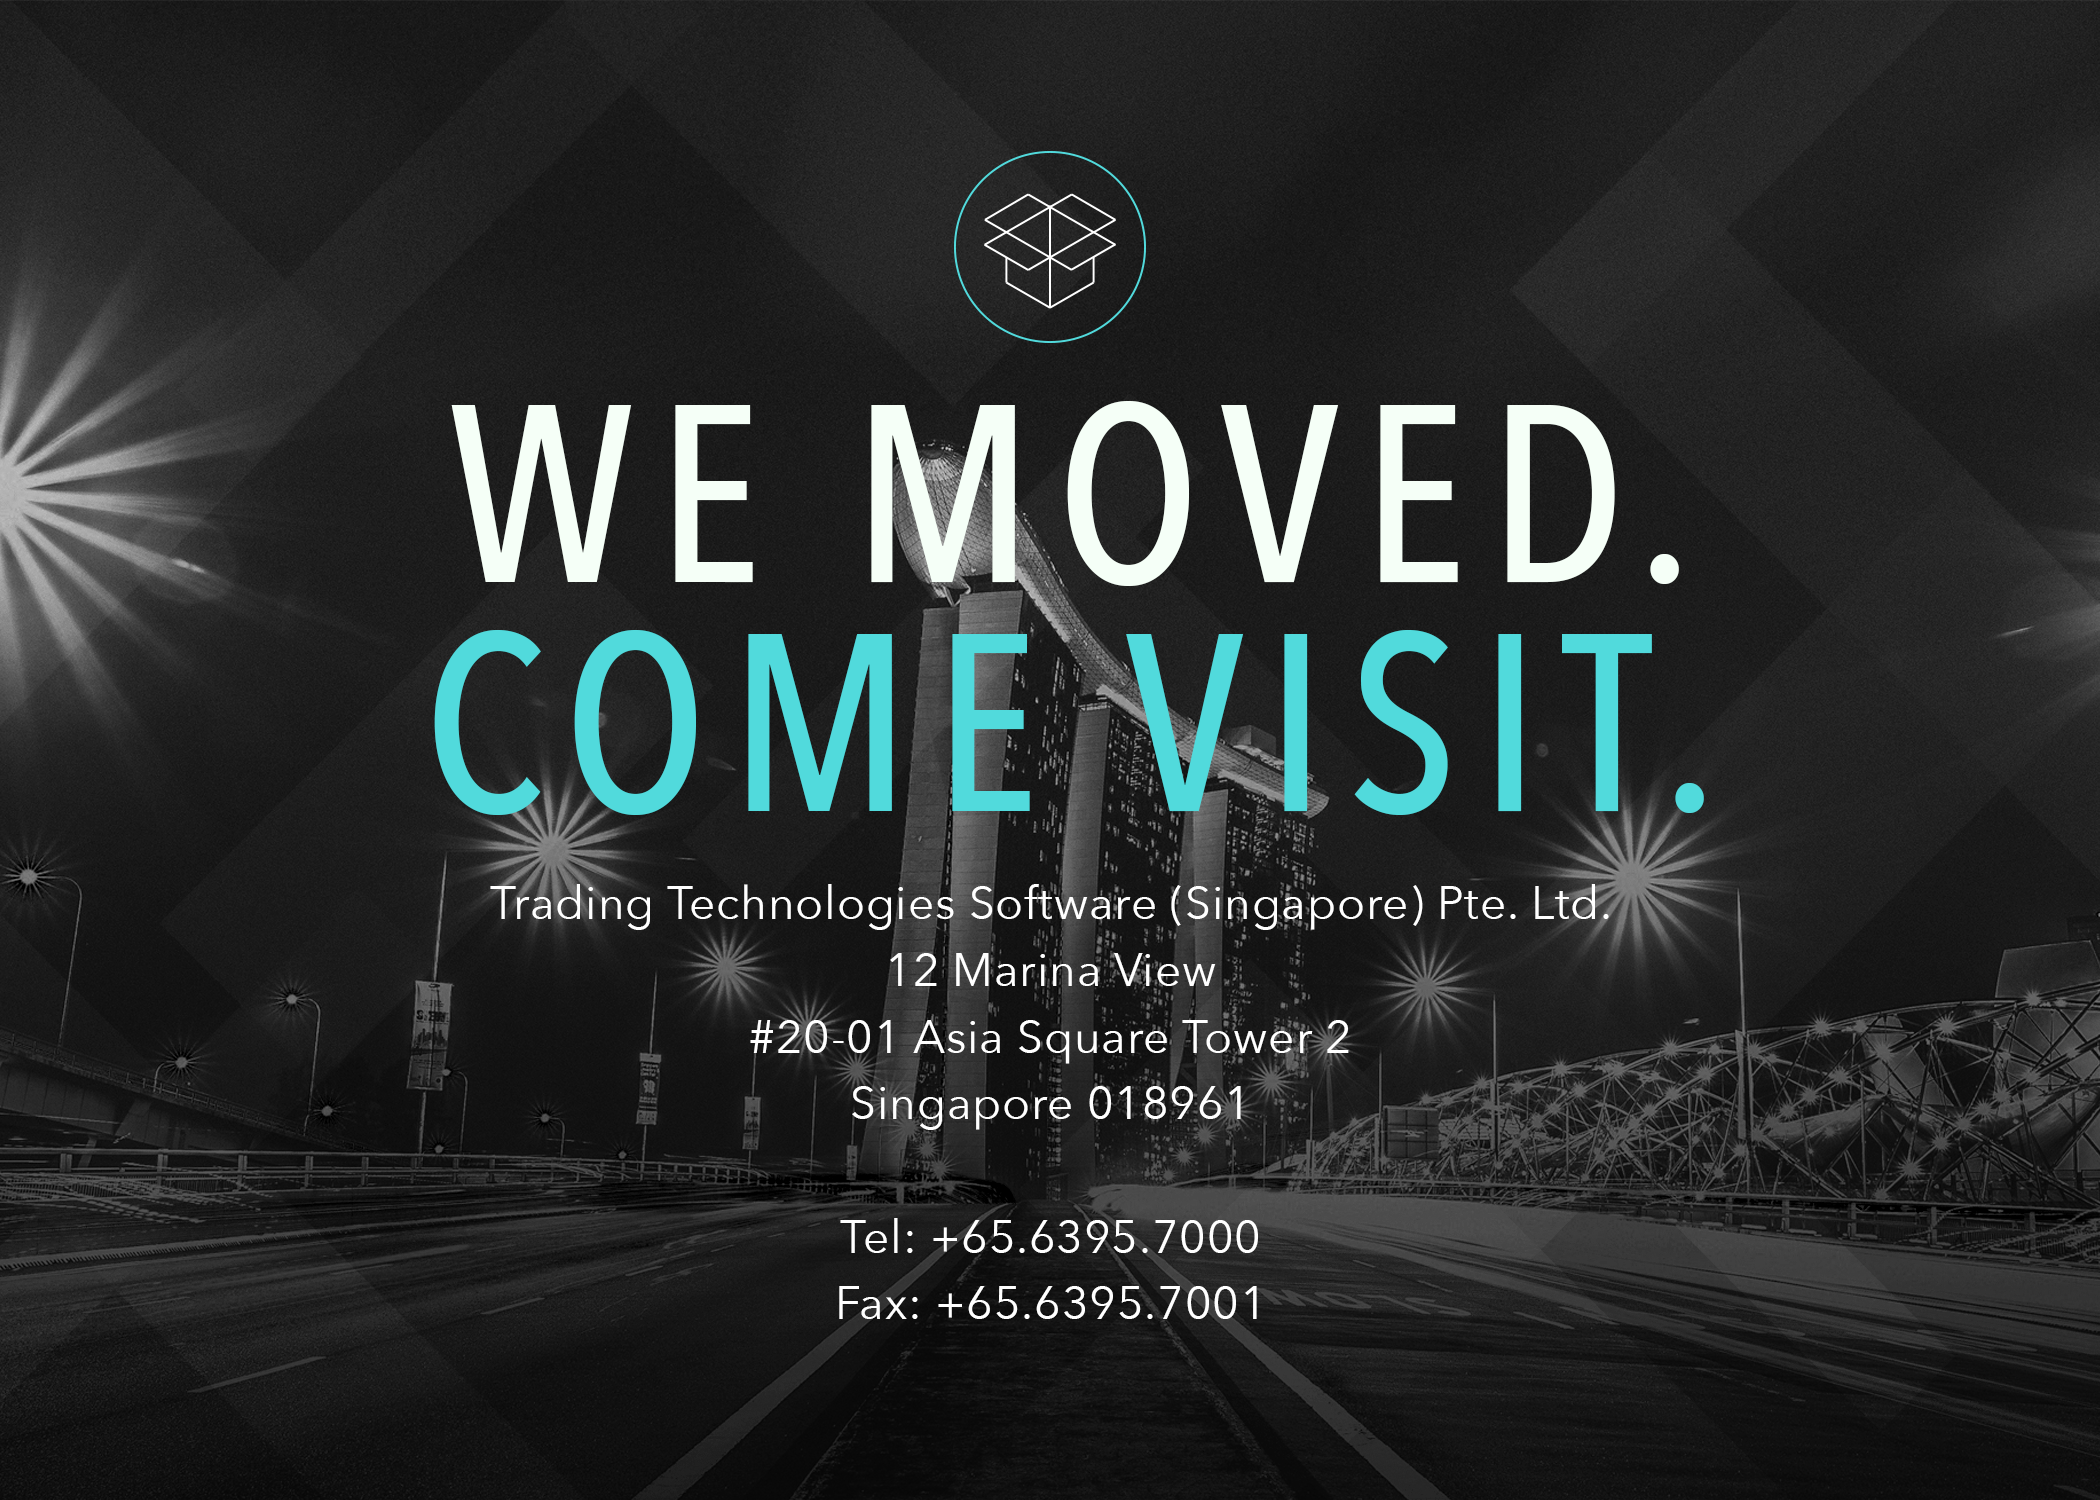 WE MOVED.
COME VISIT.
Trading Technologies Software (Singapore) Pte. Ltd.
12 Marina View
#20-01 Asia Square Tower 2
Singapore 018961
Tel: +65.6395.7000
Fax: +65.6395.7001